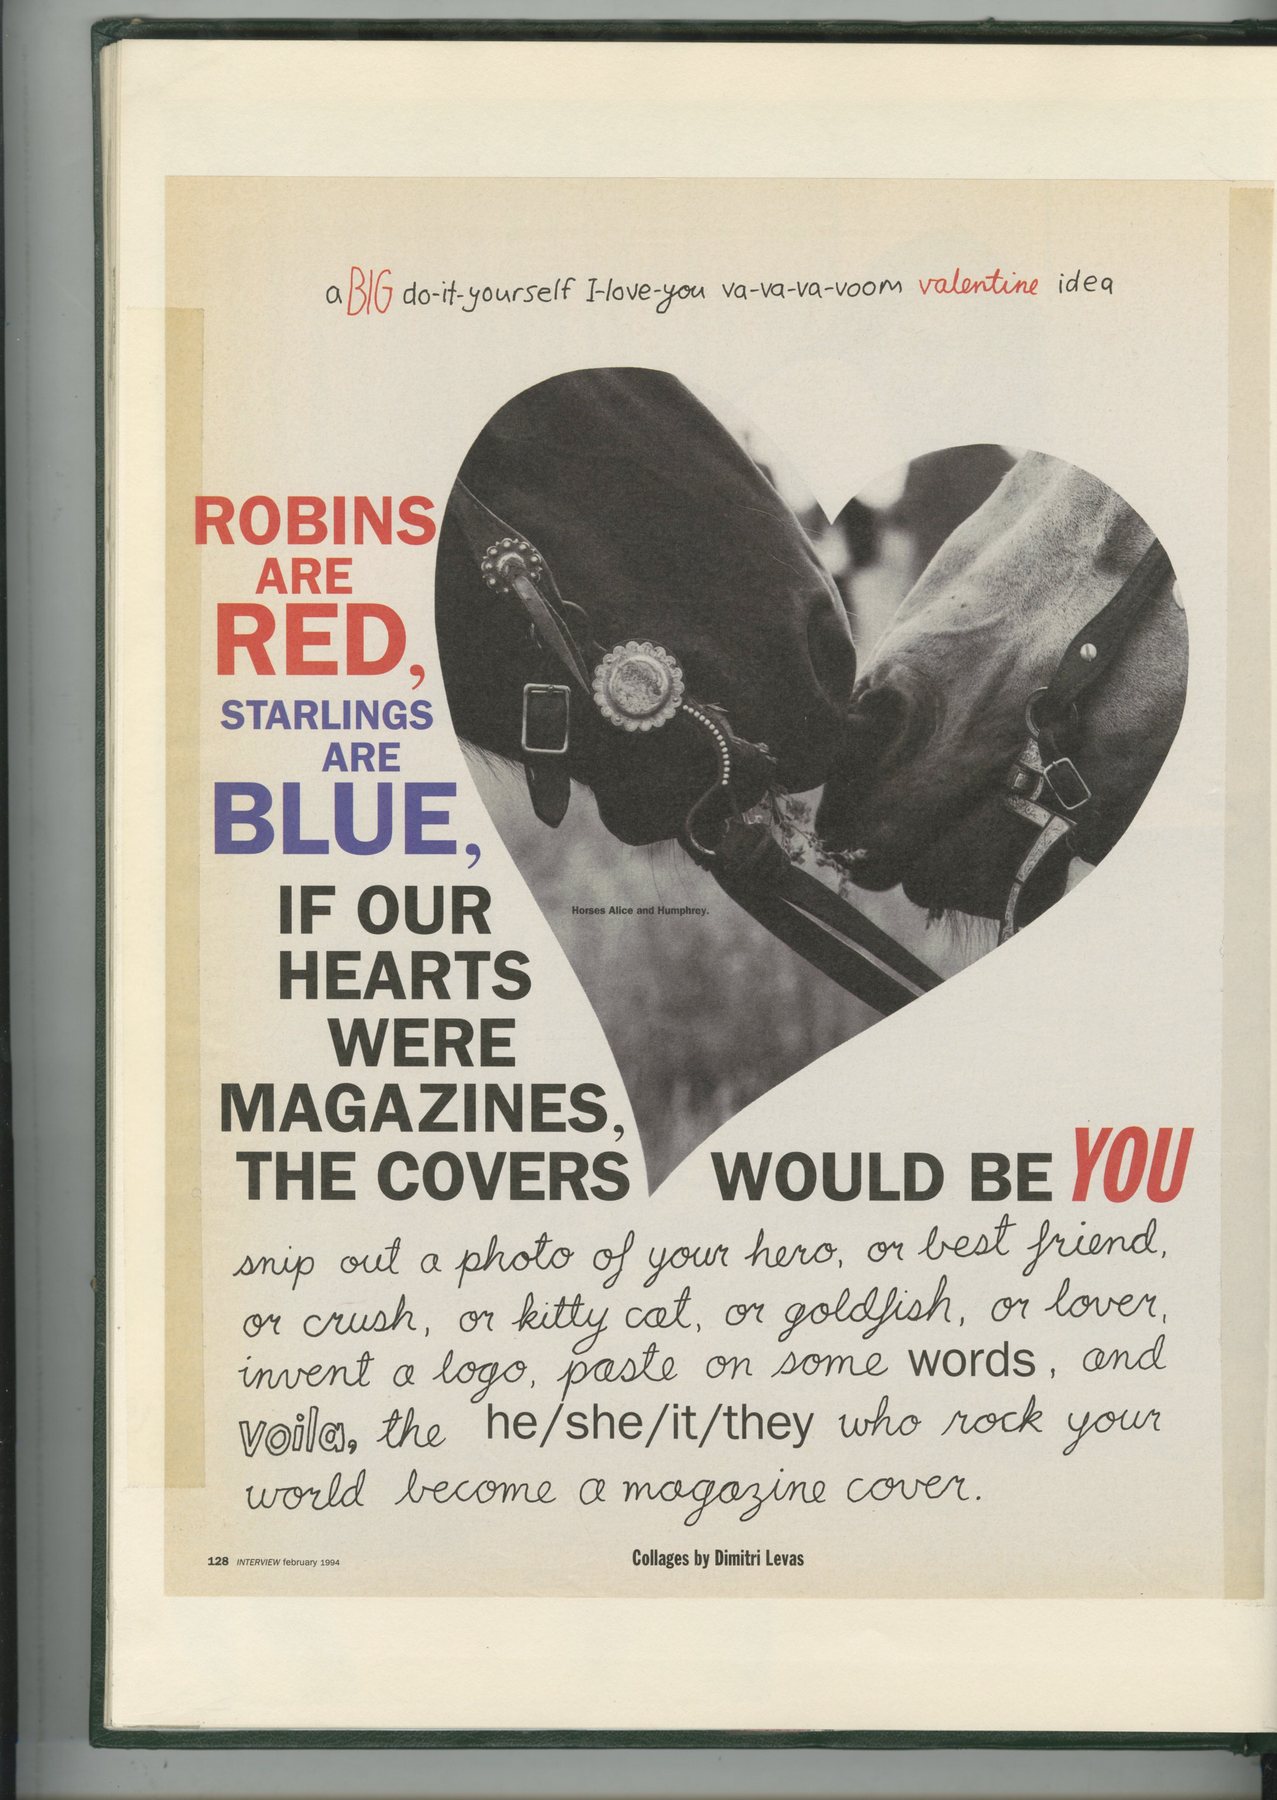 a BIG do-it-yourself I-love-you va-va-va-voom valentine idea
ROBINS
ARE
RED,
STARLINGS
ARE
BLUE,
IF OUR
HEARTS
WERE
MAGAZINES,
THE COVERS WOULD BE YOU
Horses Alice and Humphrey.
snip out a photo of your hero, or best friend,
or crush, or kitty cat, or goldfish, or lover,
invent a logo, paste on some words, and
voila, the he/she/it/they who rock your
world become a magazine cover.
128 INTERVIEW february 1994
Collages by Dimitri Levas